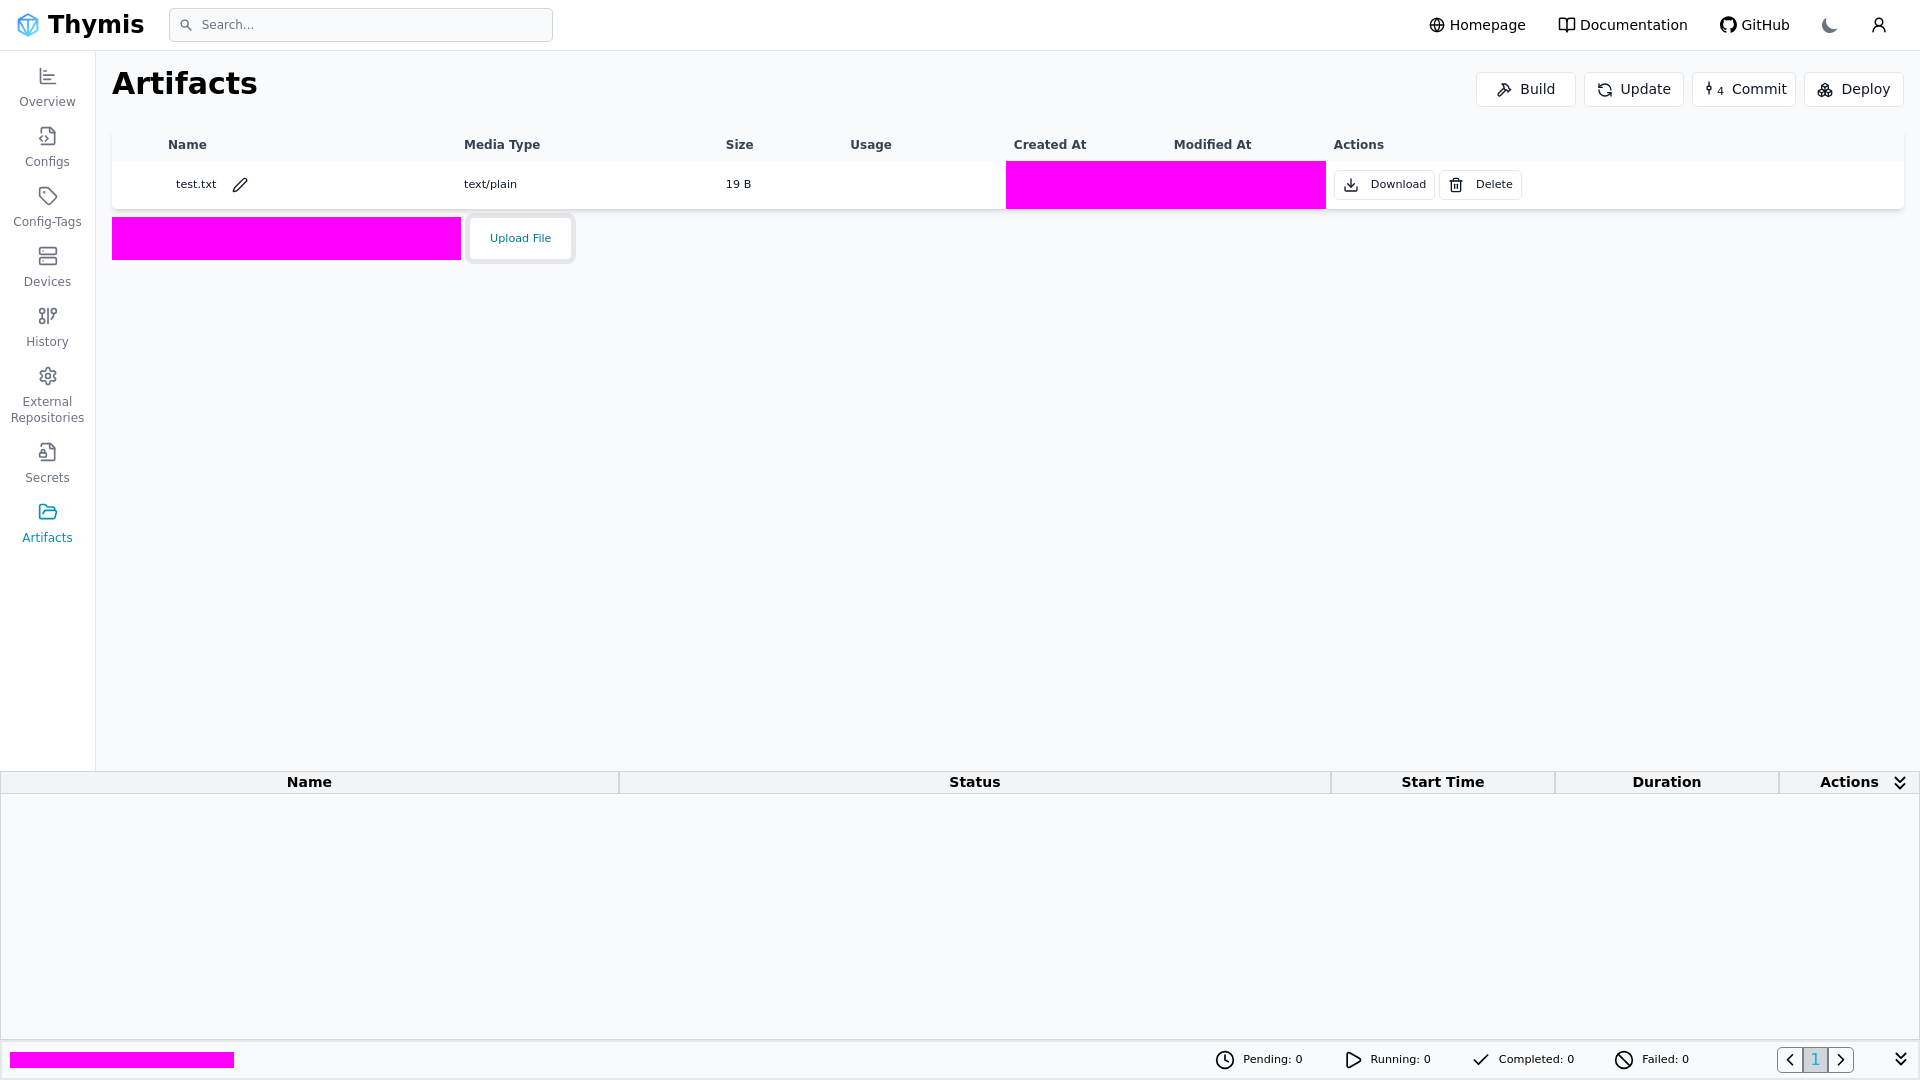 Thymis
Search...
Homepage
Documentation
GitHub
Overview
Configs
Config-Tags
Devices
History
External
Repositories
Secrets
Artifacts
Artifacts
Build
Update
4 Commit
Deploy
Name Media Type Size Usage Created At Modified At Actions
test.txt text/plain 19 B Download Delete
Upload File
Name Status Start Time Duration Actions
Pending: 0 Running: 0 Completed: 0 Failed: 0 1